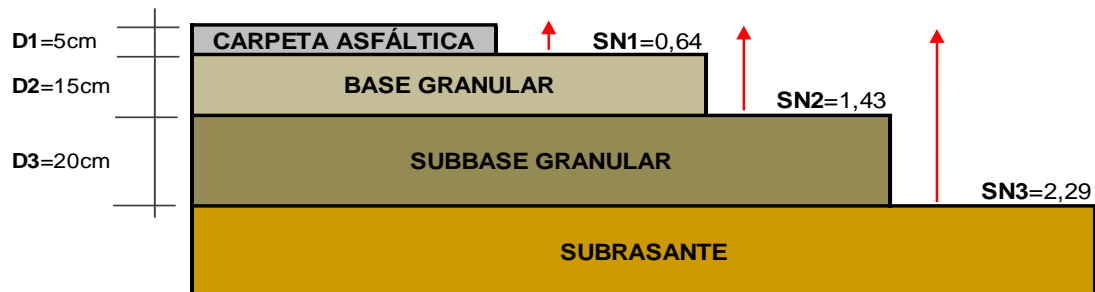 D1=5cm
CARPETA ASFÁLTICA
SN1=0,64
D2=15cm
BASE GRANULAR
SN2=1,43
D3=20cm
SUBBASE GRANULAR
SN3=2,29
SUBRASANTE